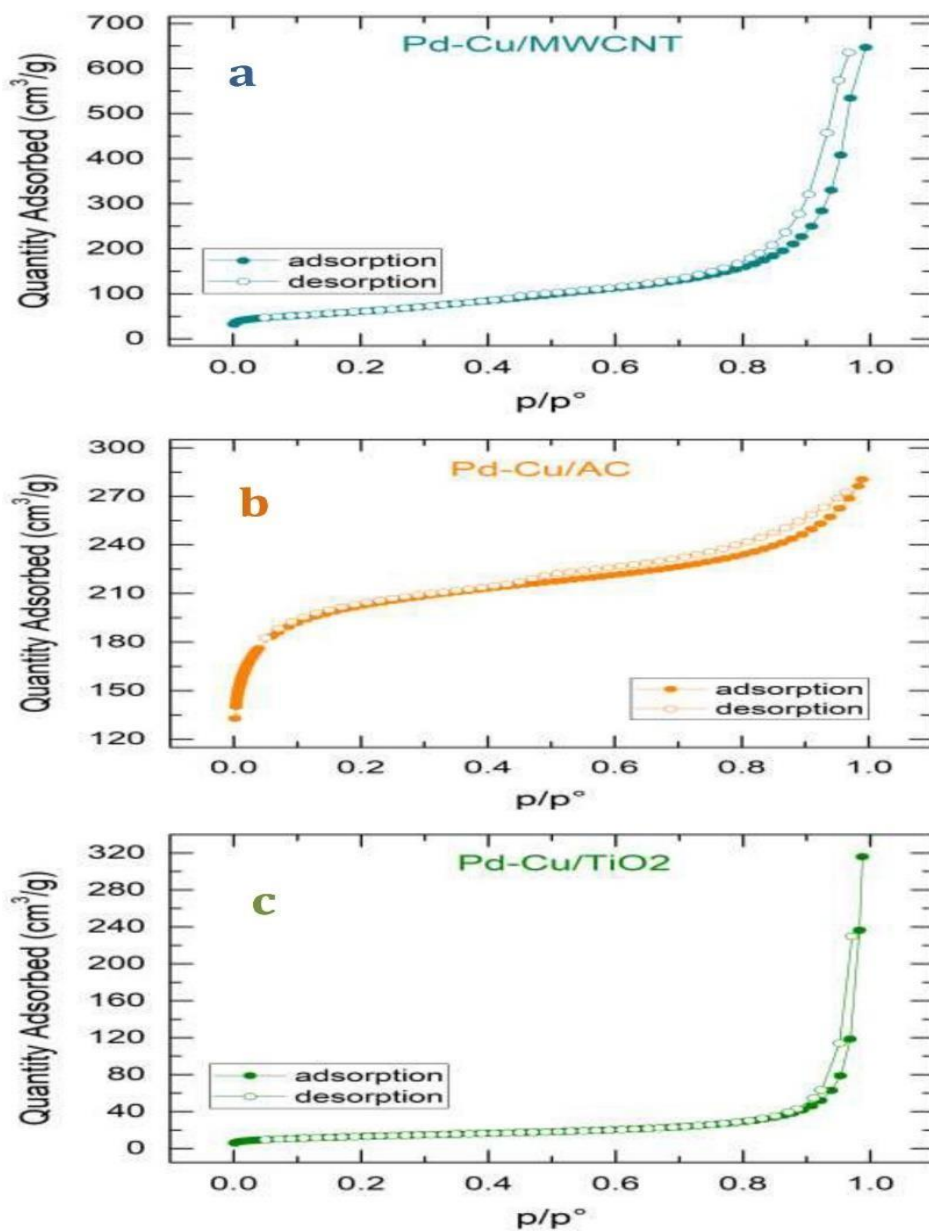 Pd-Cu/MWCNT
a
Quantity Adsorbed (cm³/g)
700
600
500
400
300
200
100
0
adsorption
desorption
0.0 0.2 0.4 0.6 0.8 1.0
p/p°
Pd-Cu/AC
b
Quantity Adsorbed (cm³/g)
300
270
240
210
180
150
120
adsorption
desorption
0.0 0.2 0.4 0.6 0.8 1.0
p/p°
Pd-Cu/TiO2
c
Quantity Adsorbed (cm³/g)
320
280
240
200
160
120
80
40
0
adsorption
desorption
0.0 0.2 0.4 0.6 0.8 1.0
p/p°